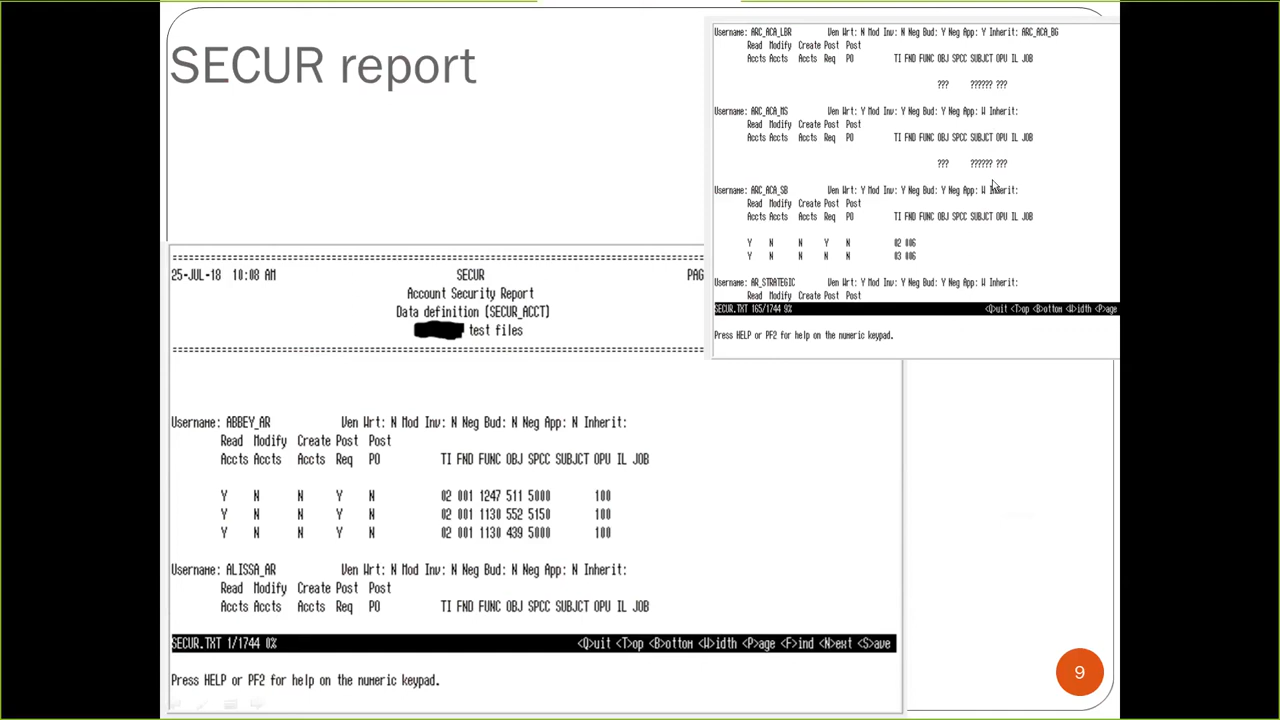 SECUR report
Username: ARC_ACA_LBR Ven Wrt: N Mod Inv: N Neg Bud: Y Neg App: Y Inherit: ARC_ACA_BG
Read Modify Create Post Post
Accts Accts Accts Req PO TI FND FUNC OBJ SPCC SUBJCT OPU IL JOB
??? ?????? ???
Username: ARC_ACA_MS Ven Wrt: Y Mod Inv: Y Neg Bud: Y Neg App: W Inherit:
Read Modify Create Post Post
Accts Accts Accts Req PO TI FND FUNC OBJ SPCC SUBJCT OPU IL JOB
??? ?????? ???
Username: ARC_ACA_SB Ven Wrt: Y Mod Inv: Y Neg Bud: Y Neg App: W Inherit:
Read Modify Create Post Post
Accts Accts Accts Req PO TI FND FUNC OBJ SPCC SUBJCT OPU IL JOB
Y N N Y N 02 006
Y N N Y N 03 006
Username: AR_STRATEGIC Ven Wrt: Y Mod Inv: Y Neg Bud: Y Neg App: W Inherit:
Read Modify Create Post Post
SECUR.TXT 165/1744 9% <Q>uit <T>op <B>ottom <W>idth <P>age
Press HELP or PF2 for help on the numeric keypad.
25-JUL-18 10:08 AM SECUR PAG
Account Security Report
Data definition [SECUR_ACCT]
test files
Username: ABBEY_AR Ven Wrt: N Mod Inv: N Neg Bud: N Neg App: N Inherit:
Read Modify Create Post Post
Accts Accts Accts Req PO TI FND FUNC OBJ SPCC SUBJCT OPU IL JOB
Y N N Y N 02 001 1247 511 5000 100
Y N N Y N 02 001 1130 552 5150 100
Y N N Y N 02 001 1130 439 5000 100
Username: ALISSA_AR Ven Wrt: N Mod Inv: N Neg Bud: N Neg App: N Inherit:
Read Modify Create Post Post
Accts Accts Accts Req PO TI FND FUNC OBJ SPCC SUBJCT OPU IL JOB
SECUR.TXT 1/1744 0% <Q>uit <T>op <B>ottom <W>idth <P>age <F>ind <N>ext <S>ave
Press HELP or PF2 for help on the numeric keypad.
9